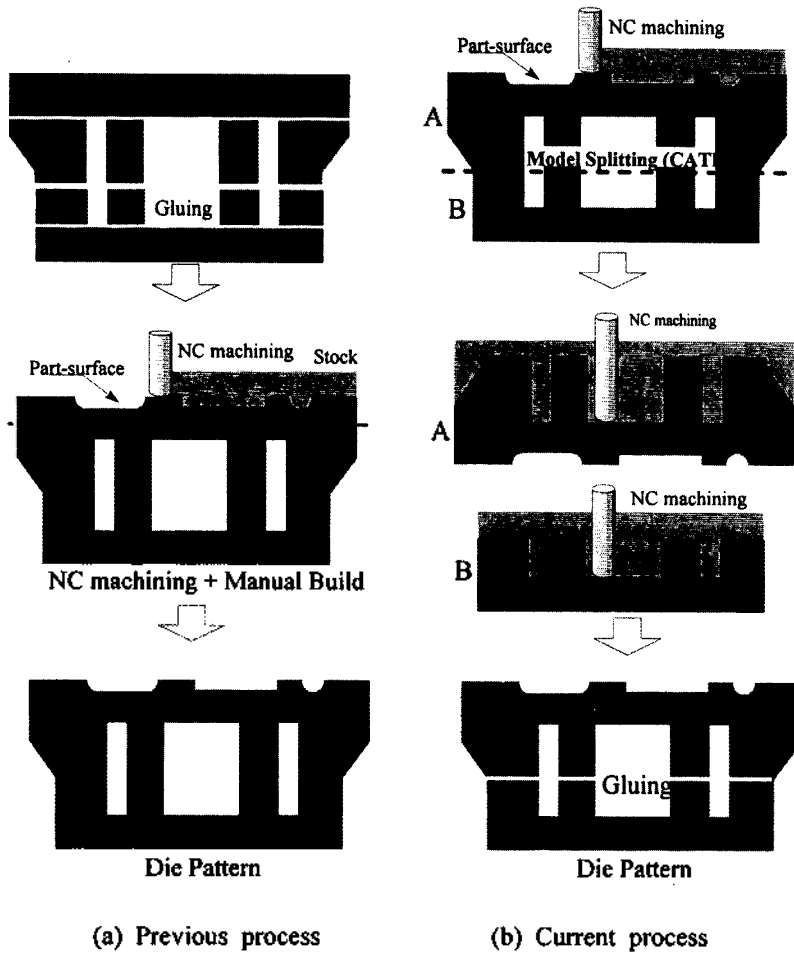 Gluing
NC machining
Part-surface
Stock
NC machining + Manual Build
Die Pattern
(a) Previous process
NC machining
Part-surface
A
Model Splitting (CATI
B
NC machining
A
NC machining
B
Gluing
Die Pattern
(b) Current process